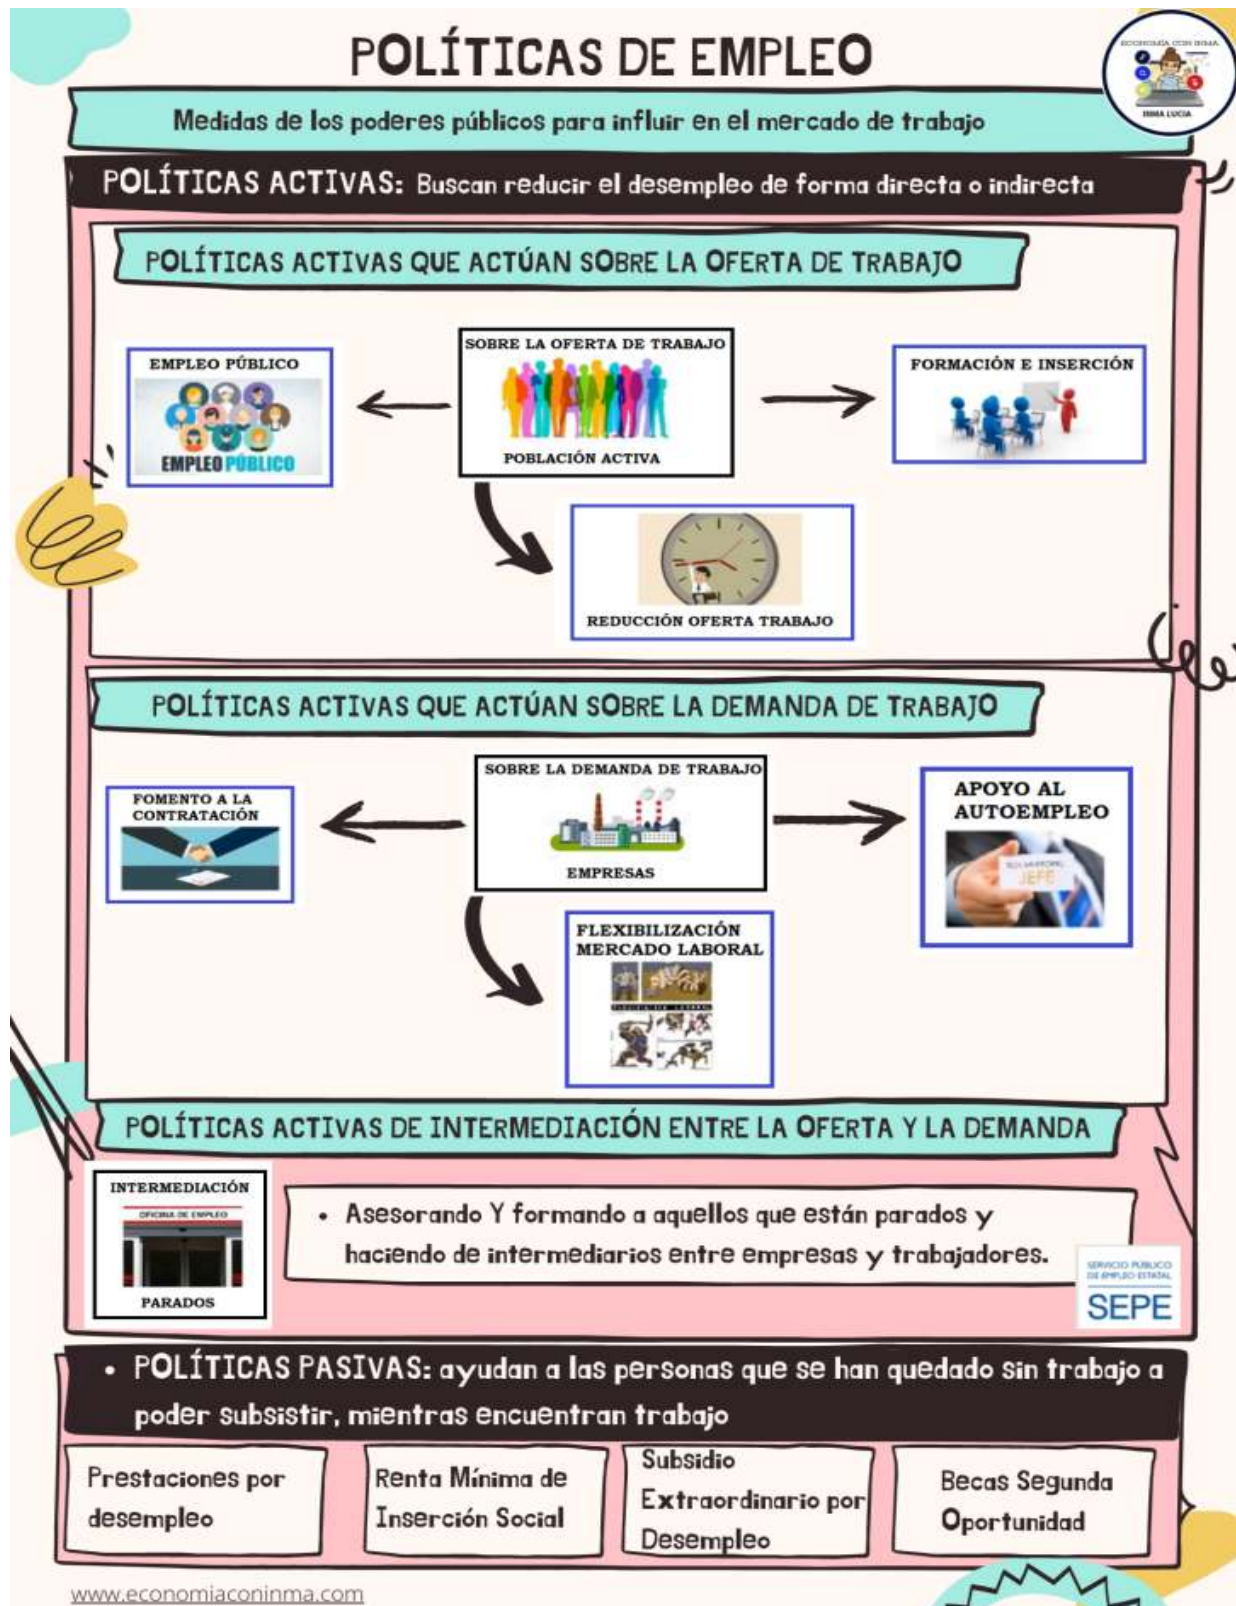 POLÍTICAS DE EMPLEO
ECONOMÍA CON INMA
INMA LUCIA
Medidas de los poderes públicos para influir en el mercado de trabajo
POLÍTICAS ACTIVAS: Buscan reducir el desempleo de forma directa o indirecta
POLÍTICAS ACTIVAS QUE ACTÚAN SOBRE LA OFERTA DE TRABAJO
EMPLEO PÚBLICO
EMPLEO PÚBLICO
SOBRE LA OFERTA DE TRABAJO
POBLACIÓN ACTIVA
FORMACIÓN E INSERCIÓN
REDUCCIÓN OFERTA TRABAJO
POLÍTICAS ACTIVAS QUE ACTÚAN SOBRE LA DEMANDA DE TRABAJO
FOMENTO A LA
CONTRATACIÓN
SOBRE LA DEMANDA DE TRABAJO
EMPRESAS
APOYO AL
AUTOEMPLEO
JEFE
FLEXIBILIZACIÓN
MERCADO LABORAL
POLÍTICAS ACTIVAS DE INTERMEDIACIÓN ENTRE LA OFERTA Y LA DEMANDA
INTERMEDIACIÓN
OFICINA DE EMPLEO
PARADOS
• Asesorando Y formando a aquellos que están parados y
haciendo de intermediarios entre empresas y trabajadores.
SERVICIO PÚBLICO
DE EMPLEO ESTATAL
SEPE
• POLÍTICAS PASIVAS: ayudan a las personas que se han quedado sin trabajo a
poder subsistir, mientras encuentran trabajo
Prestaciones por
desempleo
Renta Mínima de
Inserción Social
Subsidio
Extraordinario por
Desempleo
Becas Segunda
Oportunidad
www.economiaconinma.com